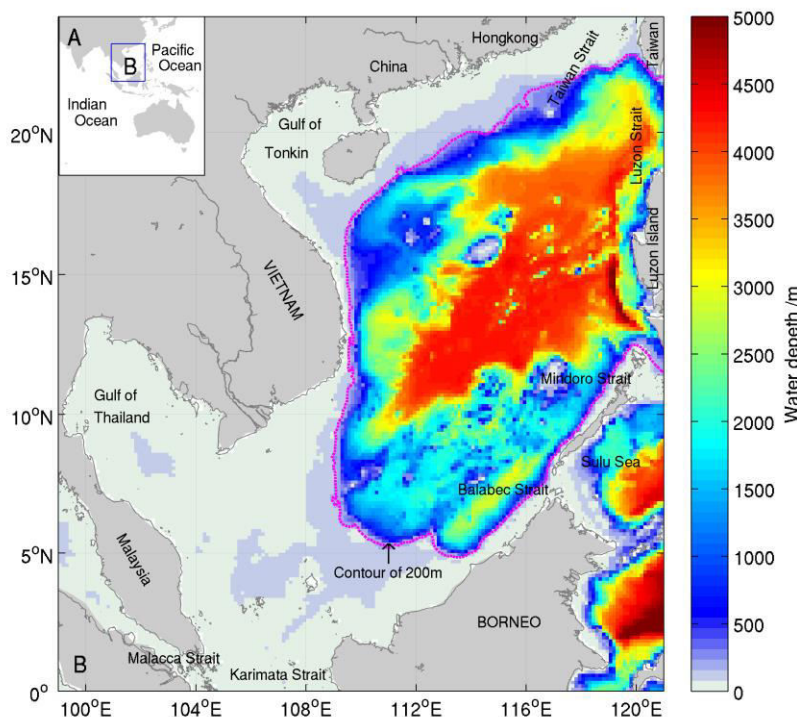 A
Pacific
Ocean
B
Indian
Ocean
Hongkong
Taiwan Strait
Taiwan
China
Gulf of
Tonkin
Luzon Strait
Luzon Island
VIETNAM
Mindoro Strait
Gulf of
Thailand
Sulu Sea
Balabec Strait
Malaysia
Contour of 200m
BORNEO
Malacca Strait
Karimata Strait
B
20°N
15°N
10°N
5°N
0°
100°E
104°E
108°E
112°E
116°E
120°E
5000
4500
4000
3500
3000
2500
2000
1500
1000
500
200
0
Water depeth /m